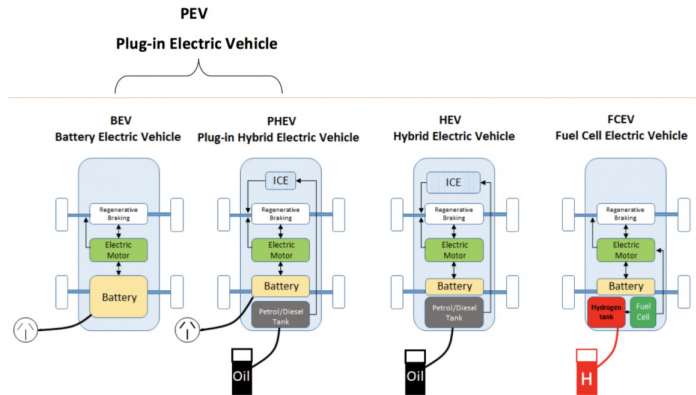 PEV
Plug-in Electric Vehicle
BEV
Battery Electric Vehicle
PHEV
Plug-in Hybrid Electric Vehicle
HEV
Hybrid Electric Vehicle
FCEV
Fuel Cell Electric Vehicle
Regenerative
Braking
Electric
Motor
Battery
ICE
Regenerative
Braking
Electric
Motor
Battery
Petrol/Diesel
Tank
Oil
ICE
Regenerative
Braking
Electric
Motor
Battery
Petrol/Diesel
Tank
Oil
Regenerative
Braking
Electric
Motor
Battery
Hydrogen
tank
Fuel
Cell
H